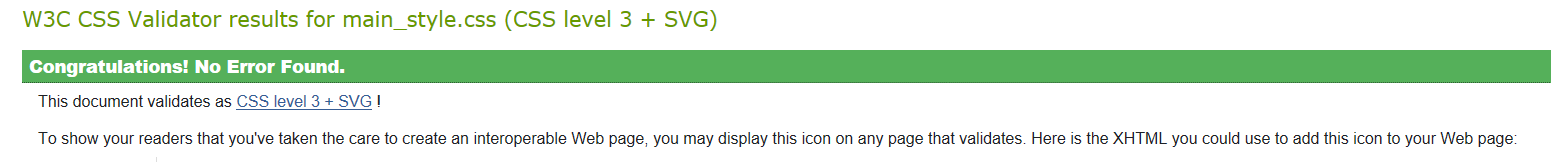 W3C CSS Validator results for main_style.css (CSS level 3 + SVG)
Congratulations! No Error Found.
This document validates as CSS level 3 + SVG !
To show your readers that you've taken the care to create an interoperable Web page, you may display this icon on any page that validates. Here is the XHTML you could use to add this icon to your Web page: